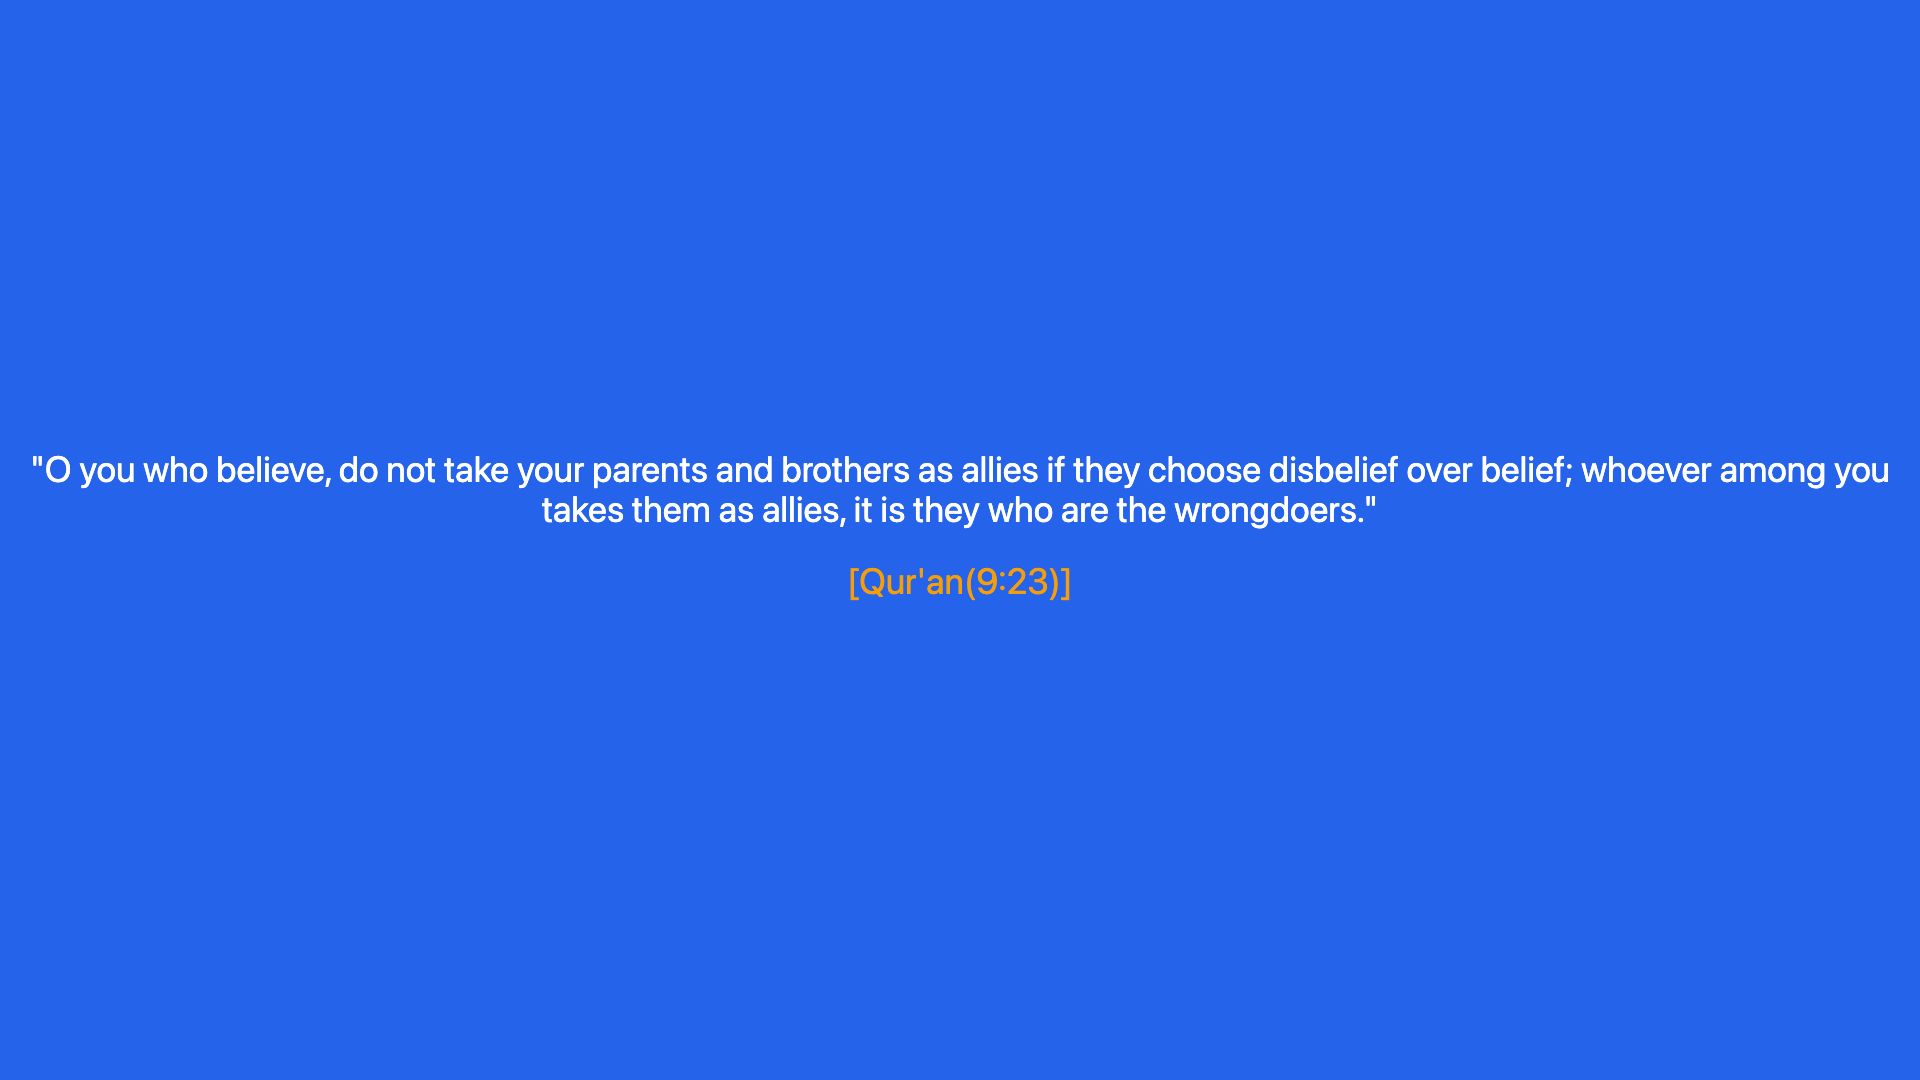 "O you who believe, do not take your parents and brothers as allies if they choose disbelief over belief; whoever among you
takes them as allies, it is they who are the wrongdoers."
[Qur'an(9:23)]